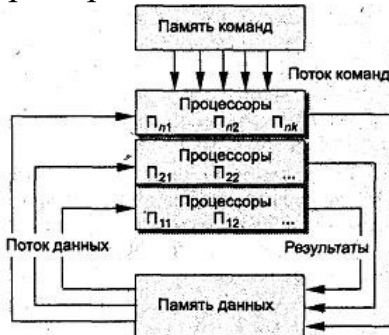 Память команд
Поток команд
Процессоры
Пn1 Пn2 Пnk
Процессоры
П21 П22 ...
Процессоры
П11 П12 ...
Поток данных
Результаты
Память данных